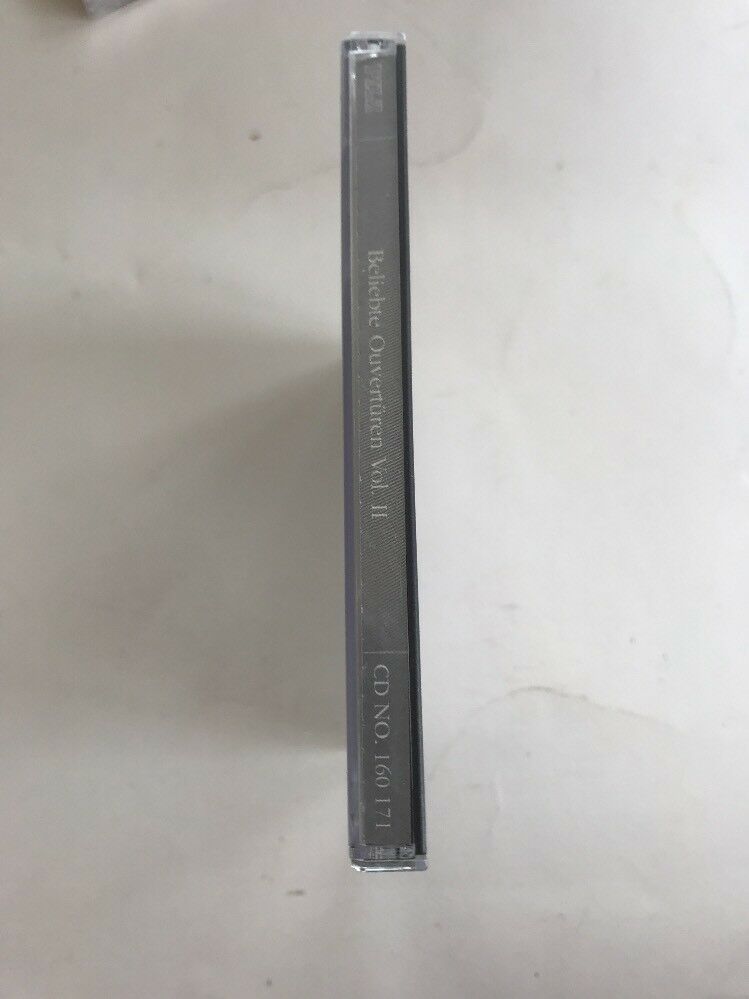 Beliebte Ouvertüren Vol. II
CD NO. 160 171